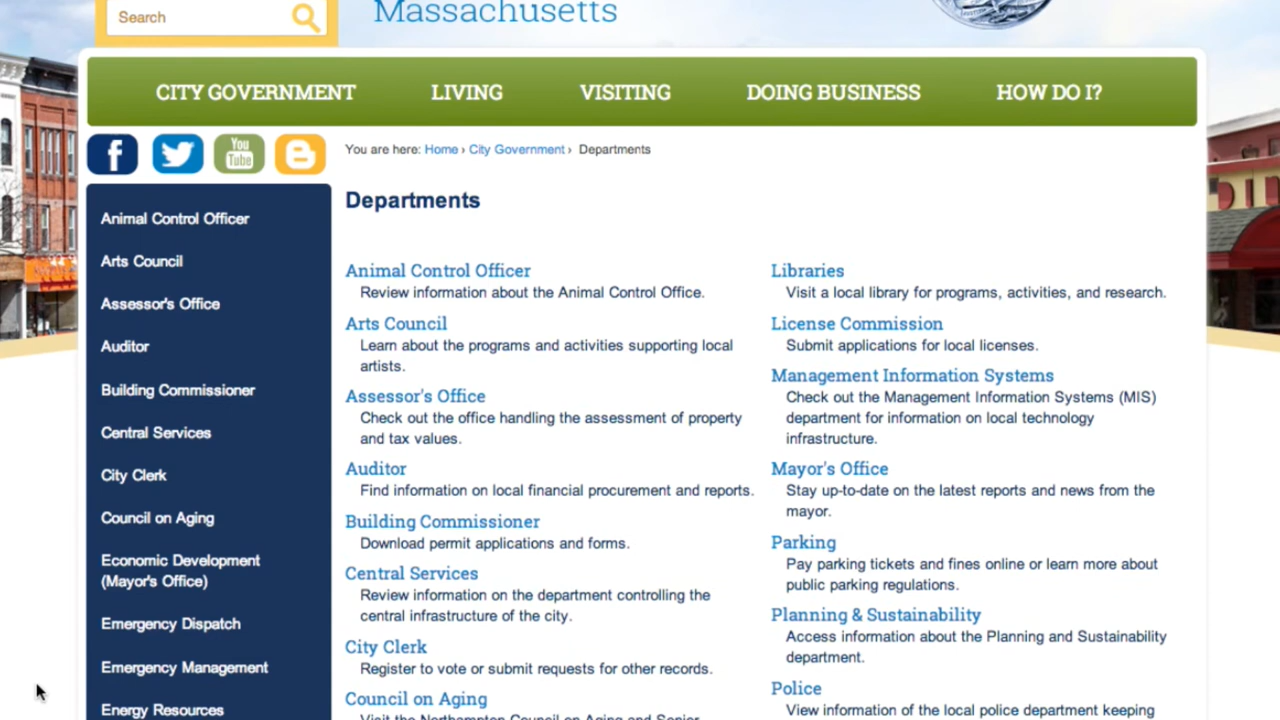 Search
Massachusetts
CITY GOVERNMENT
LIVING
VISITING
DOING BUSINESS
HOW DO I?
f
You
Tube
You are here: Home › City Government › Departments
Animal Control Officer
Arts Council
Assessor's Office
Auditor
Building Commissioner
Central Services
City Clerk
Council on Aging
Economic Development
(Mayor's Office)
Emergency Dispatch
Emergency Management
Energy Resources
Departments
Animal Control Officer
Review information about the Animal Control Office.
Arts Council
Learn about the programs and activities supporting local
artists.
Assessor's Office
Check out the office handling the assessment of property
and tax values.
Auditor
Find information on local financial procurement and reports.
Building Commissioner
Download permit applications and forms.
Central Services
Review information on the department controlling the
central infrastructure of the city.
City Clerk
Register to vote or submit requests for other records.
Council on Aging
Visit the Northampton Council on Aging and Senior
Libraries
Visit a local library for programs, activities, and research.
License Commission
Submit applications for local licenses.
Management Information Systems
Check out the Management Information Systems (MIS)
department for information on local technology
infrastructure.
Mayor's Office
Stay up-to-date on the latest reports and news from the
mayor.
Parking
Pay parking tickets and fines online or learn more about
public parking regulations.
Planning & Sustainability
Access information about the Planning and Sustainability
department.
Police
View information of the local police department keeping